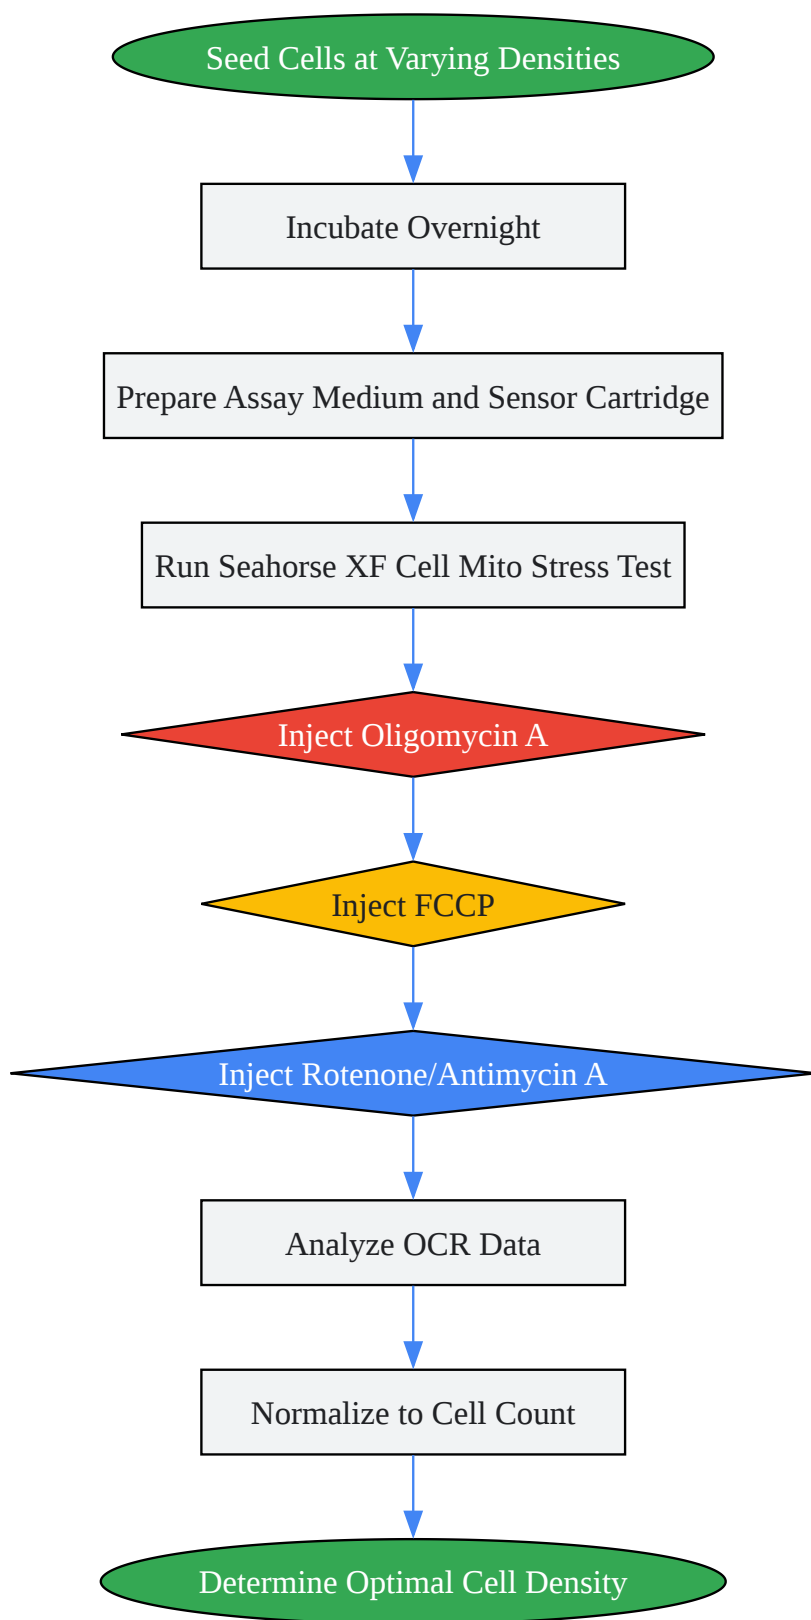 Seed Cells at Varying Densities
Incubate Overnight
Prepare Assay Medium and Sensor Cartridge
Run Seahorse XF Cell Mito Stress Test
Inject Oligomycin A
Inject FCCP
Inject Rotenone/Antimycin A
Analyze OCR Data
Normalize to Cell Count
Determine Optimal Cell Density